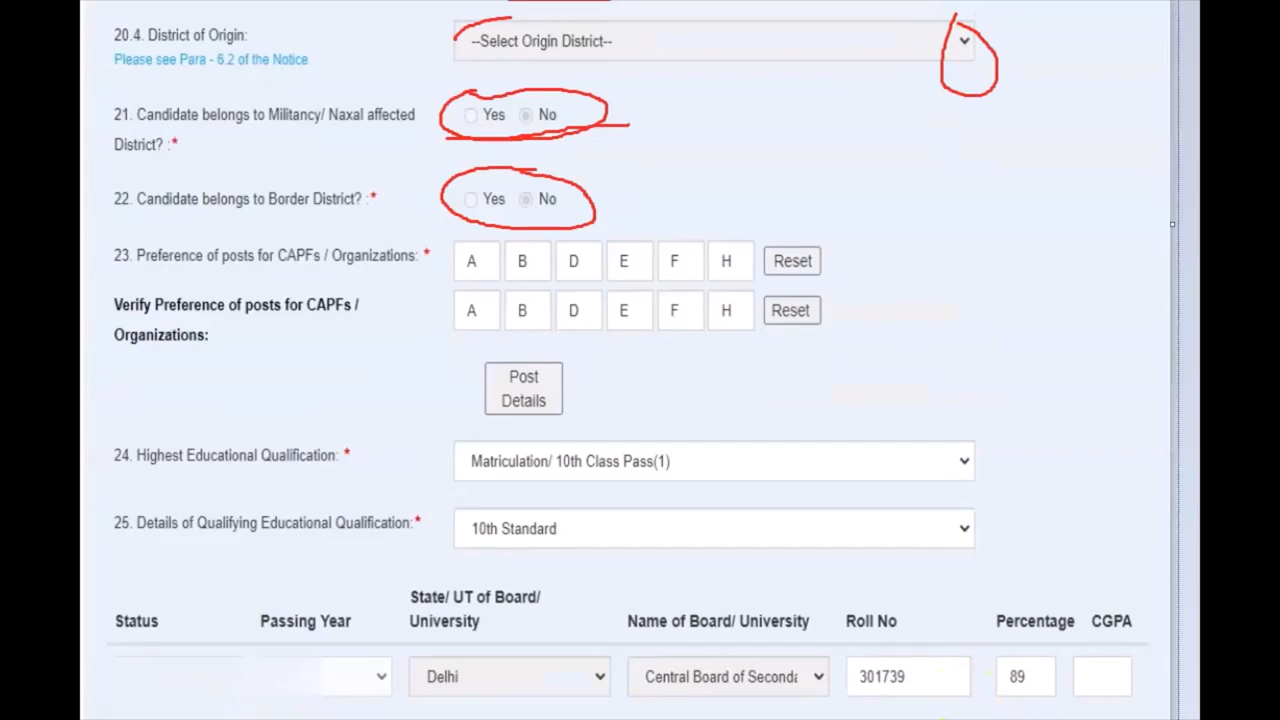 20.4. District of Origin:
--Select Origin District--
Please see Para - 6.2 of the Notice
21. Candidate belongs to Militancy/ Naxal affected
District? :*
Yes No
22. Candidate belongs to Border District? :*
Yes No
23. Preference of posts for CAPFs / Organizations: *
A B D E F H Reset
Verify Preference of posts for CAPFs /
Organizations:
A B D E F H Reset
Post
Details
24. Highest Educational Qualification: *
Matriculation/ 10th Class Pass(1)
25. Details of Qualifying Educational Qualification:*
10th Standard
Status Passing Year State/ UT of Board/
University Name of Board/ University Roll No Percentage CGPA
Delhi Central Board of Seconda 301739 89